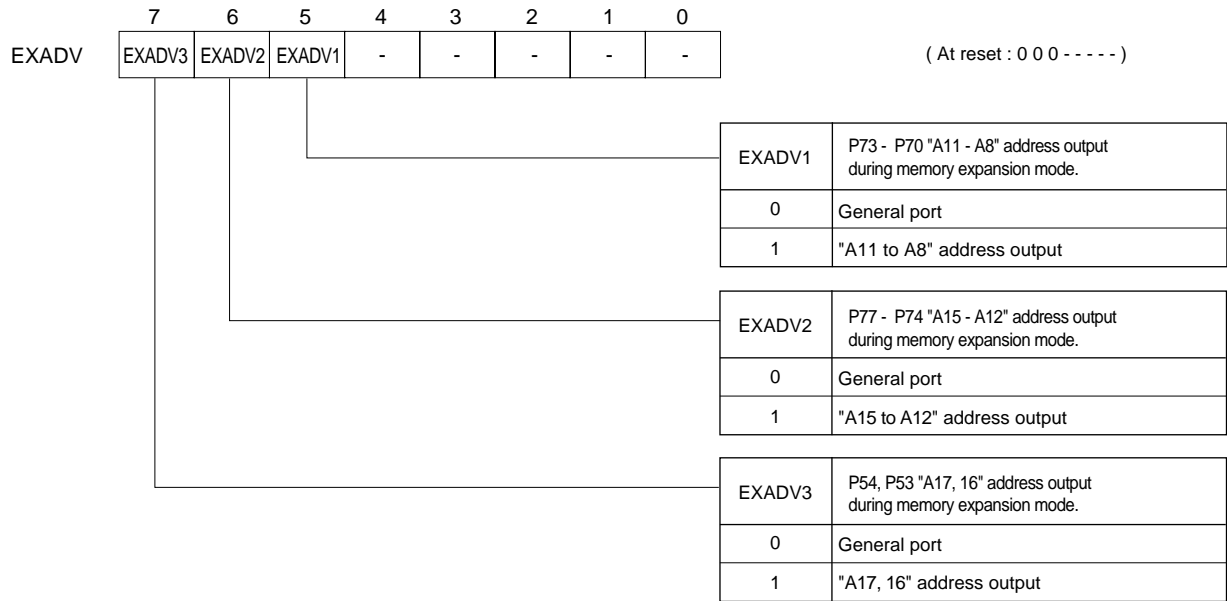 7 6 5 4 3 2 1 0
EXADV EXADV3 EXADV2 EXADV1 - - - - - ( At reset : 0 0 0 - - - - - )
EXADV1 P73 - P70 "A11 - A8" address output
during memory expansion mode.
0 General port
1 "A11 to A8" address output
EXADV2 P77 - P74 "A15 - A12" address output
during memory expansion mode.
0 General port
1 "A15 to A12" address output
EXADV3 P54, P53 "A17, 16" address output
during memory expansion mode.
0 General port
1 "A17, 16" address output